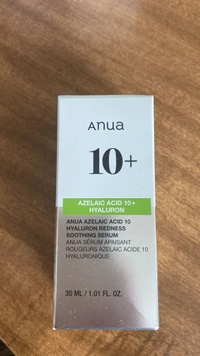 Anua
10+
AZELAIC ACID 10+
HYALURON
ANUA AZELAIC ACID 10
HYALURON REDNESS
SOOTHING SERUM
ANUA SÉRUM APAISANT
ROUGEURS AZELAIC ACIDE 10
HYALURONIQUE
30 ML / 1.01 FL. OZ.